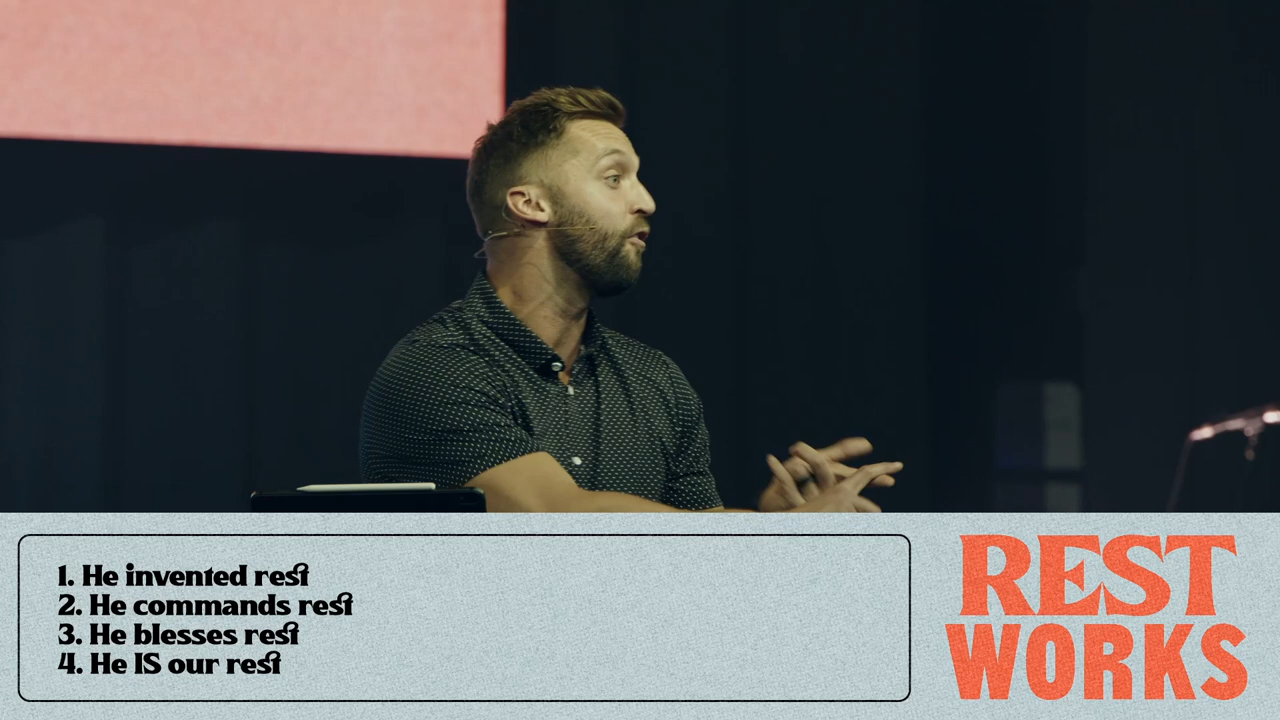 1. He invented rest
2. He commands rest
3. He blesses rest
4. He IS our rest
REST
WORKS